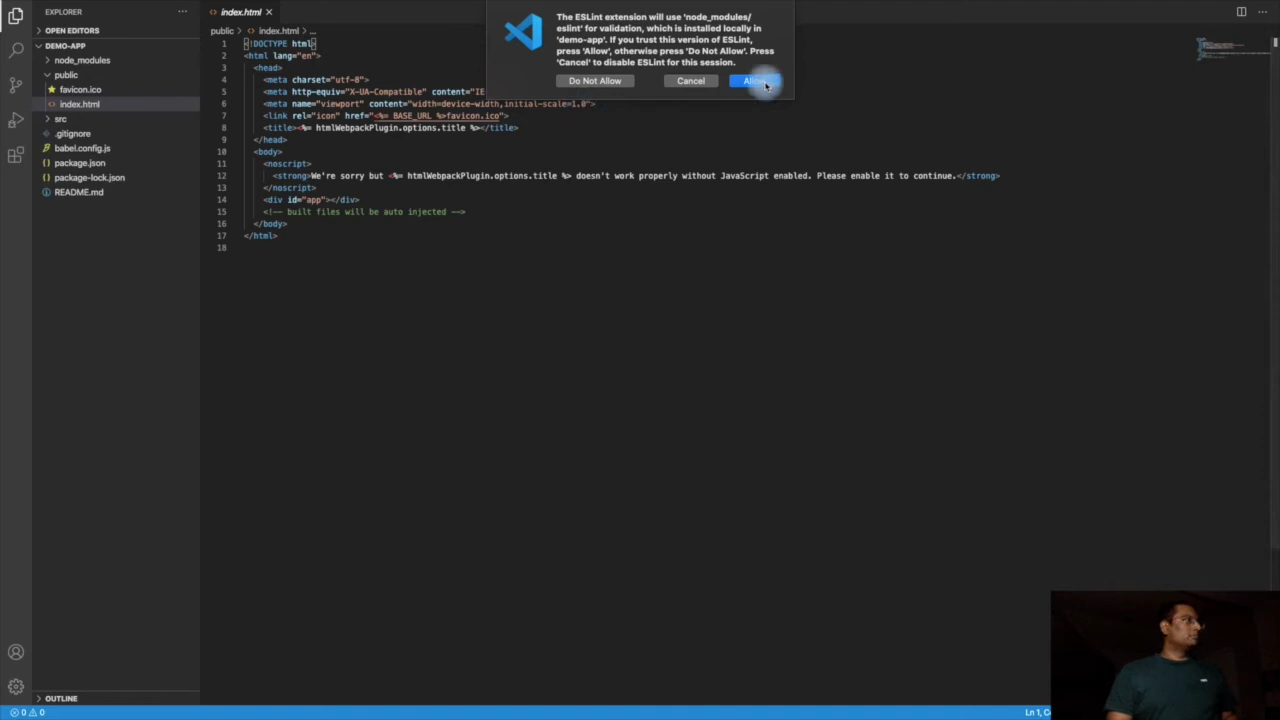 EXPLORER
OPEN EDITORS
DEMO-APP
node_modules
public
favicon.ico
index.html
src
.gitignore
babel.config.js
package.json
package-lock.json
README.md
OUTLINE
0 0
index.html
public > index.html > ...
1 <!DOCTYPE html>
2 <html lang="en">
3 <head>
4 <meta charset="utf-8">
5 <meta http-equiv="X-UA-Compatible" content="IE
6 <meta name="viewport" content="width=device-width,initial-scale=1.0">
7 <link rel="icon" href="<%= BASE_URL %>favicon.ico">
8 <title><%= htmlWebpackPlugin.options.title %></title>
9 </head>
10 <body>
11 <noscript>
12 <strong>We're sorry but <%= htmlWebpackPlugin.options.title %> doesn't work properly without JavaScript enabled. Please enable it to continue.</strong>
13 </noscript>
14 <div id="app"></div>
15 <!-- built files will be auto injected -->
16 </body>
17 </html>
18
The ESLint extension will use 'node_modules/
eslint' for validation, which is installed locally in
'demo-app'. If you trust this version of ESLint,
press 'Allow', otherwise press 'Do Not Allow'. Press
'Cancel' to disable ESLint for this session.
Do Not Allow
Cancel
Allow
Ln 1,